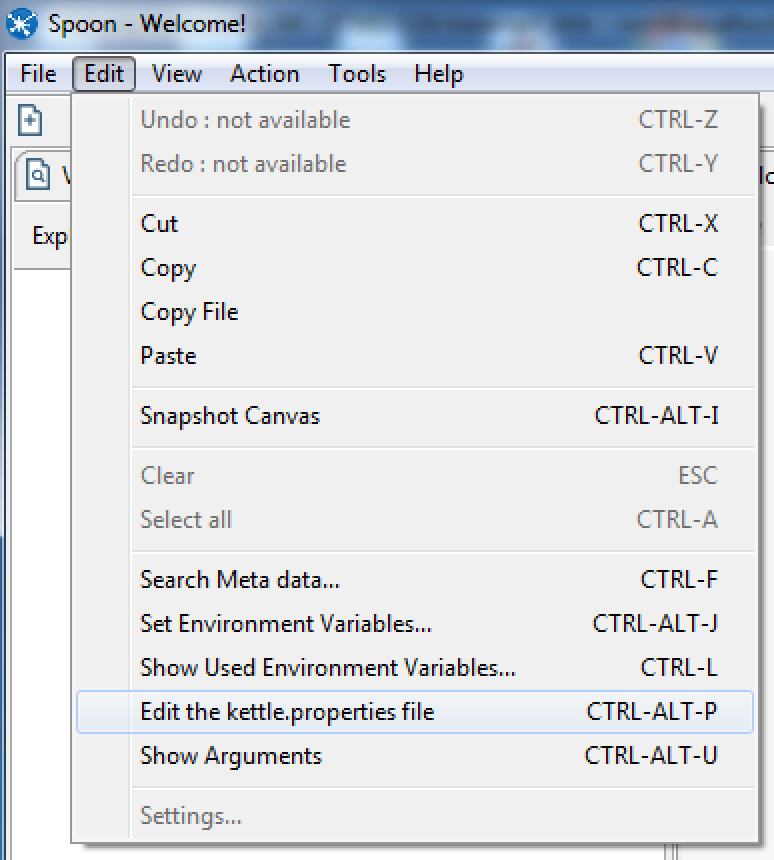 Spoon - Welcome!
File Edit View Action Tools Help
Undo : not available CTRL-Z
Redo : not available CTRL-Y
Exp
Cut CTRL-X
Copy CTRL-C
Copy File
Paste CTRL-V
Snapshot Canvas CTRL-ALT-I
Clear ESC
Select all CTRL-A
Search Meta data... CTRL-F
Set Environment Variables... CTRL-ALT-J
Show Used Environment Variables... CTRL-L
Edit the kettle.properties file CTRL-ALT-P
Show Arguments CTRL-ALT-U
Settings...